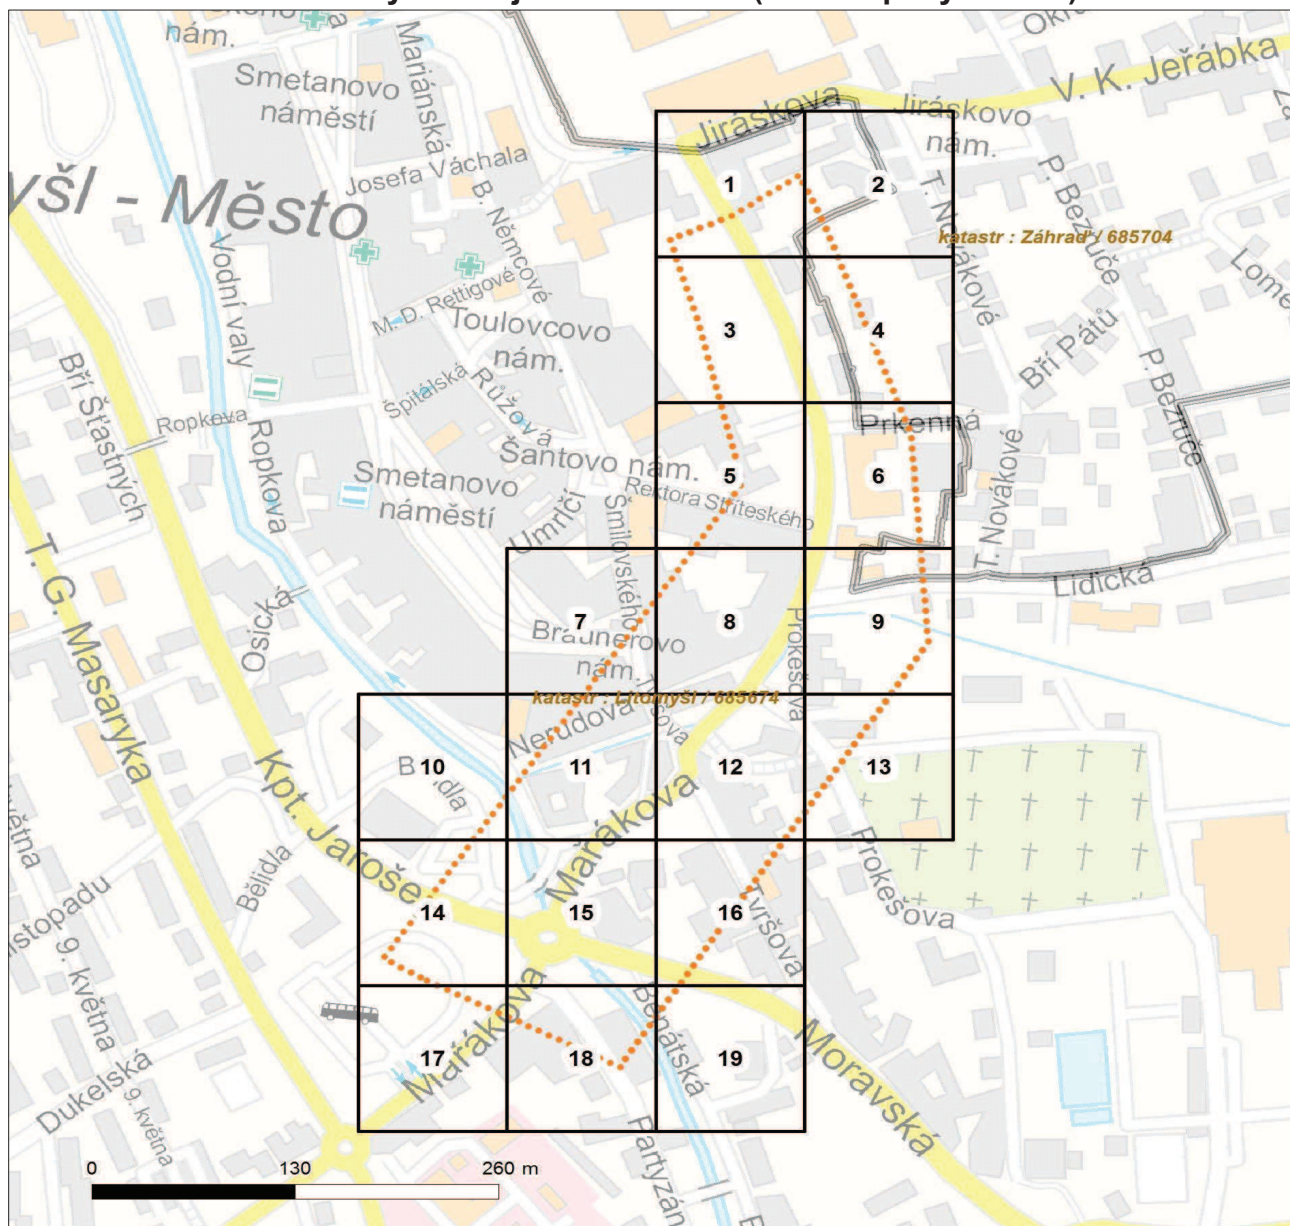 nám.
Smetanovo
náměstí
Mariánská
Jiráskova
V. K. Jeřábka
Jiráskovo
nám.
Josefa Váchala
B. Němcové
yšl - Město
1
2
T. Novákové
P. Bezruče
katastr : Záhraď / 685704
Vodní valy
M. D. Rettigové
Toulovcovo
nám.
3
4
Bří Pátů
Bří Šťastných
Špitálská
Růžová
P. Bezruče
Ropkova
Prkenná
Ropkova
Šantovo nám.
5
6
Smetanovo
náměstí
Rektora Stříteského
Umrlčí
Šmilovského
T. Novákové
T. G. Masaryka
Osická
Lidická
7
8
9
Braunerovo
nám.
Prokešova
katastr : Litomyšl / 685674
Nerudova
10
11
12
13
Kpt. Jaroše
Mařákova
Bělidla
Prokešova
14
15
16
Tyršova
listopadu
9. května
Mařákova
Benátská
17
18
19
Moravská
Dukelská
9. května
0
130
260 m